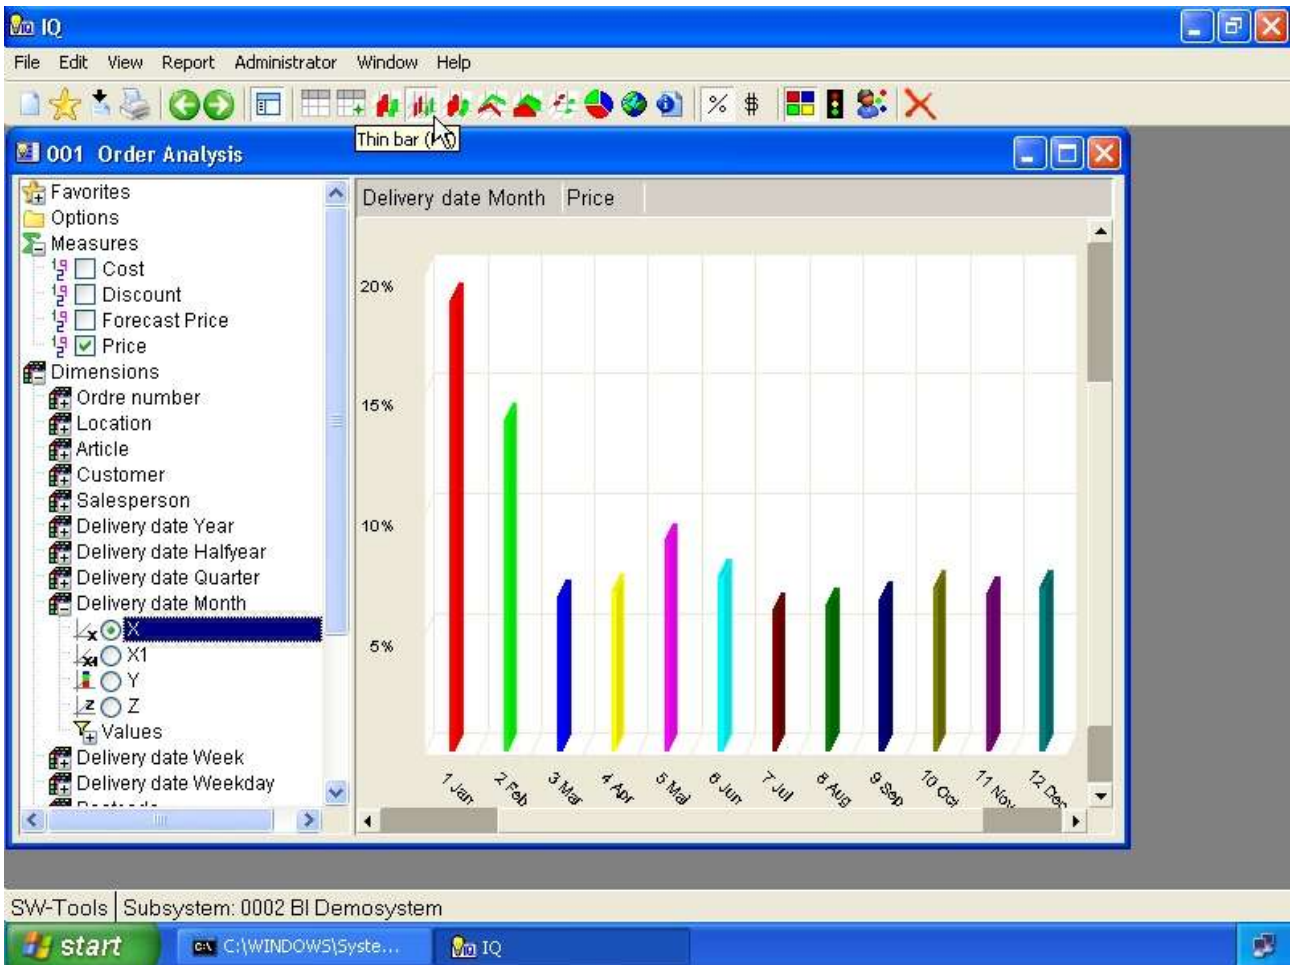 IQ
File Edit View Report Administrator Window Help
% $
Thin bar (
001 Order Analysis
Favorites
Options
Measures
Cost
Discount
Forecast Price
Price
Dimensions
Ordre number
Location
Article
Customer
Salesperson
Delivery date Year
Delivery date Halfyear
Delivery date Quarter
Delivery date Month
X
X1
Y
Z
Values
Delivery date Week
Delivery date Weekday
Delivery date Month Price
20%
15%
10%
5%
1 Jan 2 Feb 3 Mar 4 Apr 5 Maj 6 Jun 7 Jul 8 Aug 9 Sep 10 Oct 11 Nov 12 Dec
SW-Tools Subsystem: 0002 BI Demosystem
start C:\WINDOWS\Syste... IQ